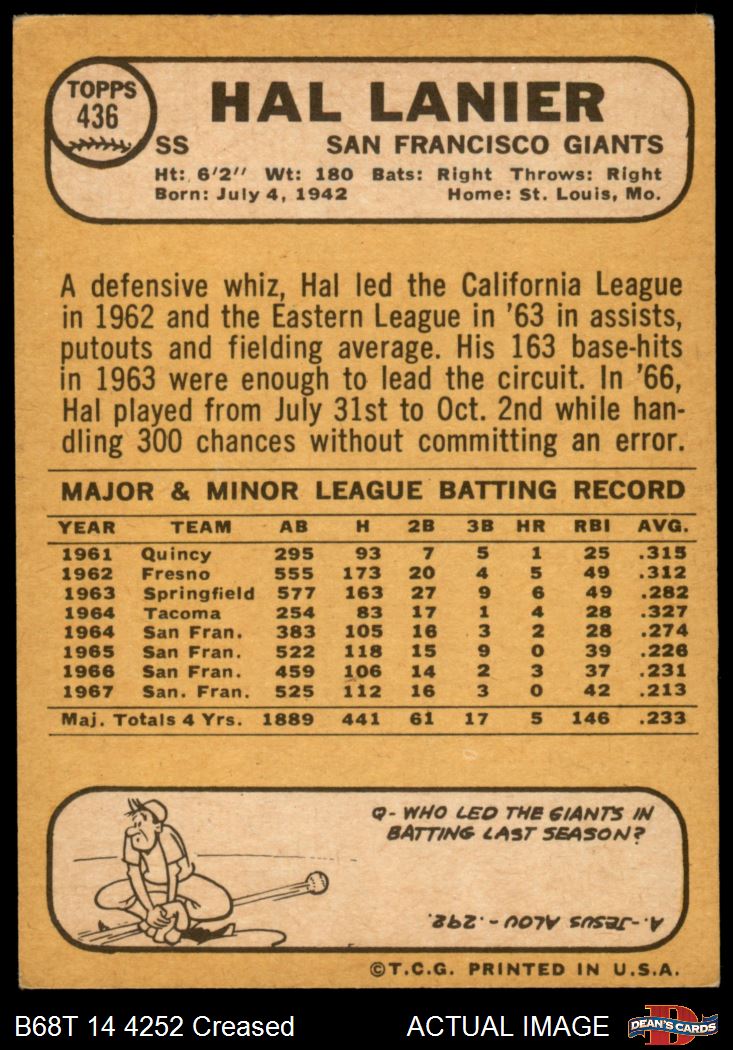 TOPPS
436
HAL LANIER
SS SAN FRANCISCO GIANTS
Ht: 6'2" Wt: 180 Bats: Right Throws: Right
Born: July 4, 1942 Home: St. Louis, Mo.
A defensive whiz, Hal led the California League
in 1962 and the Eastern League in '63 in assists,
putouts and fielding average. His 163 base-hits
in 1963 were enough to lead the circuit. In '66,
Hal played from July 31st to Oct. 2nd while han-
dling 300 chances without committing an error.
MAJOR & MINOR LEAGUE BATTING RECORD
YEAR TEAM AB H 2B 3B HR RBI AVG.
1961 Quincy 295 93 7 5 1 25 .315
1962 Fresno 555 173 20 4 5 49 .312
1963 Springfield 577 163 27 9 6 49 .282
1964 Tacoma 254 83 17 1 4 28 .327
1964 San Fran. 383 105 16 3 2 28 .274
1965 San Fran. 522 118 15 9 0 39 .226
1966 San Fran. 459 106 14 2 3 37 .231
1967 San. Fran. 525 112 16 3 0 42 .213
Maj. Totals 4 Yrs. 1889 441 61 17 5 146 .233
Q- WHO LED THE GIANTS IN
BATTING LAST SEASON?
A.-JESUS ALOU - .292.
©T.C.G. PRINTED IN U.S.A.
B68T 14 4252 Creased ACTUAL IMAGE
D
DEAN'S CARDS